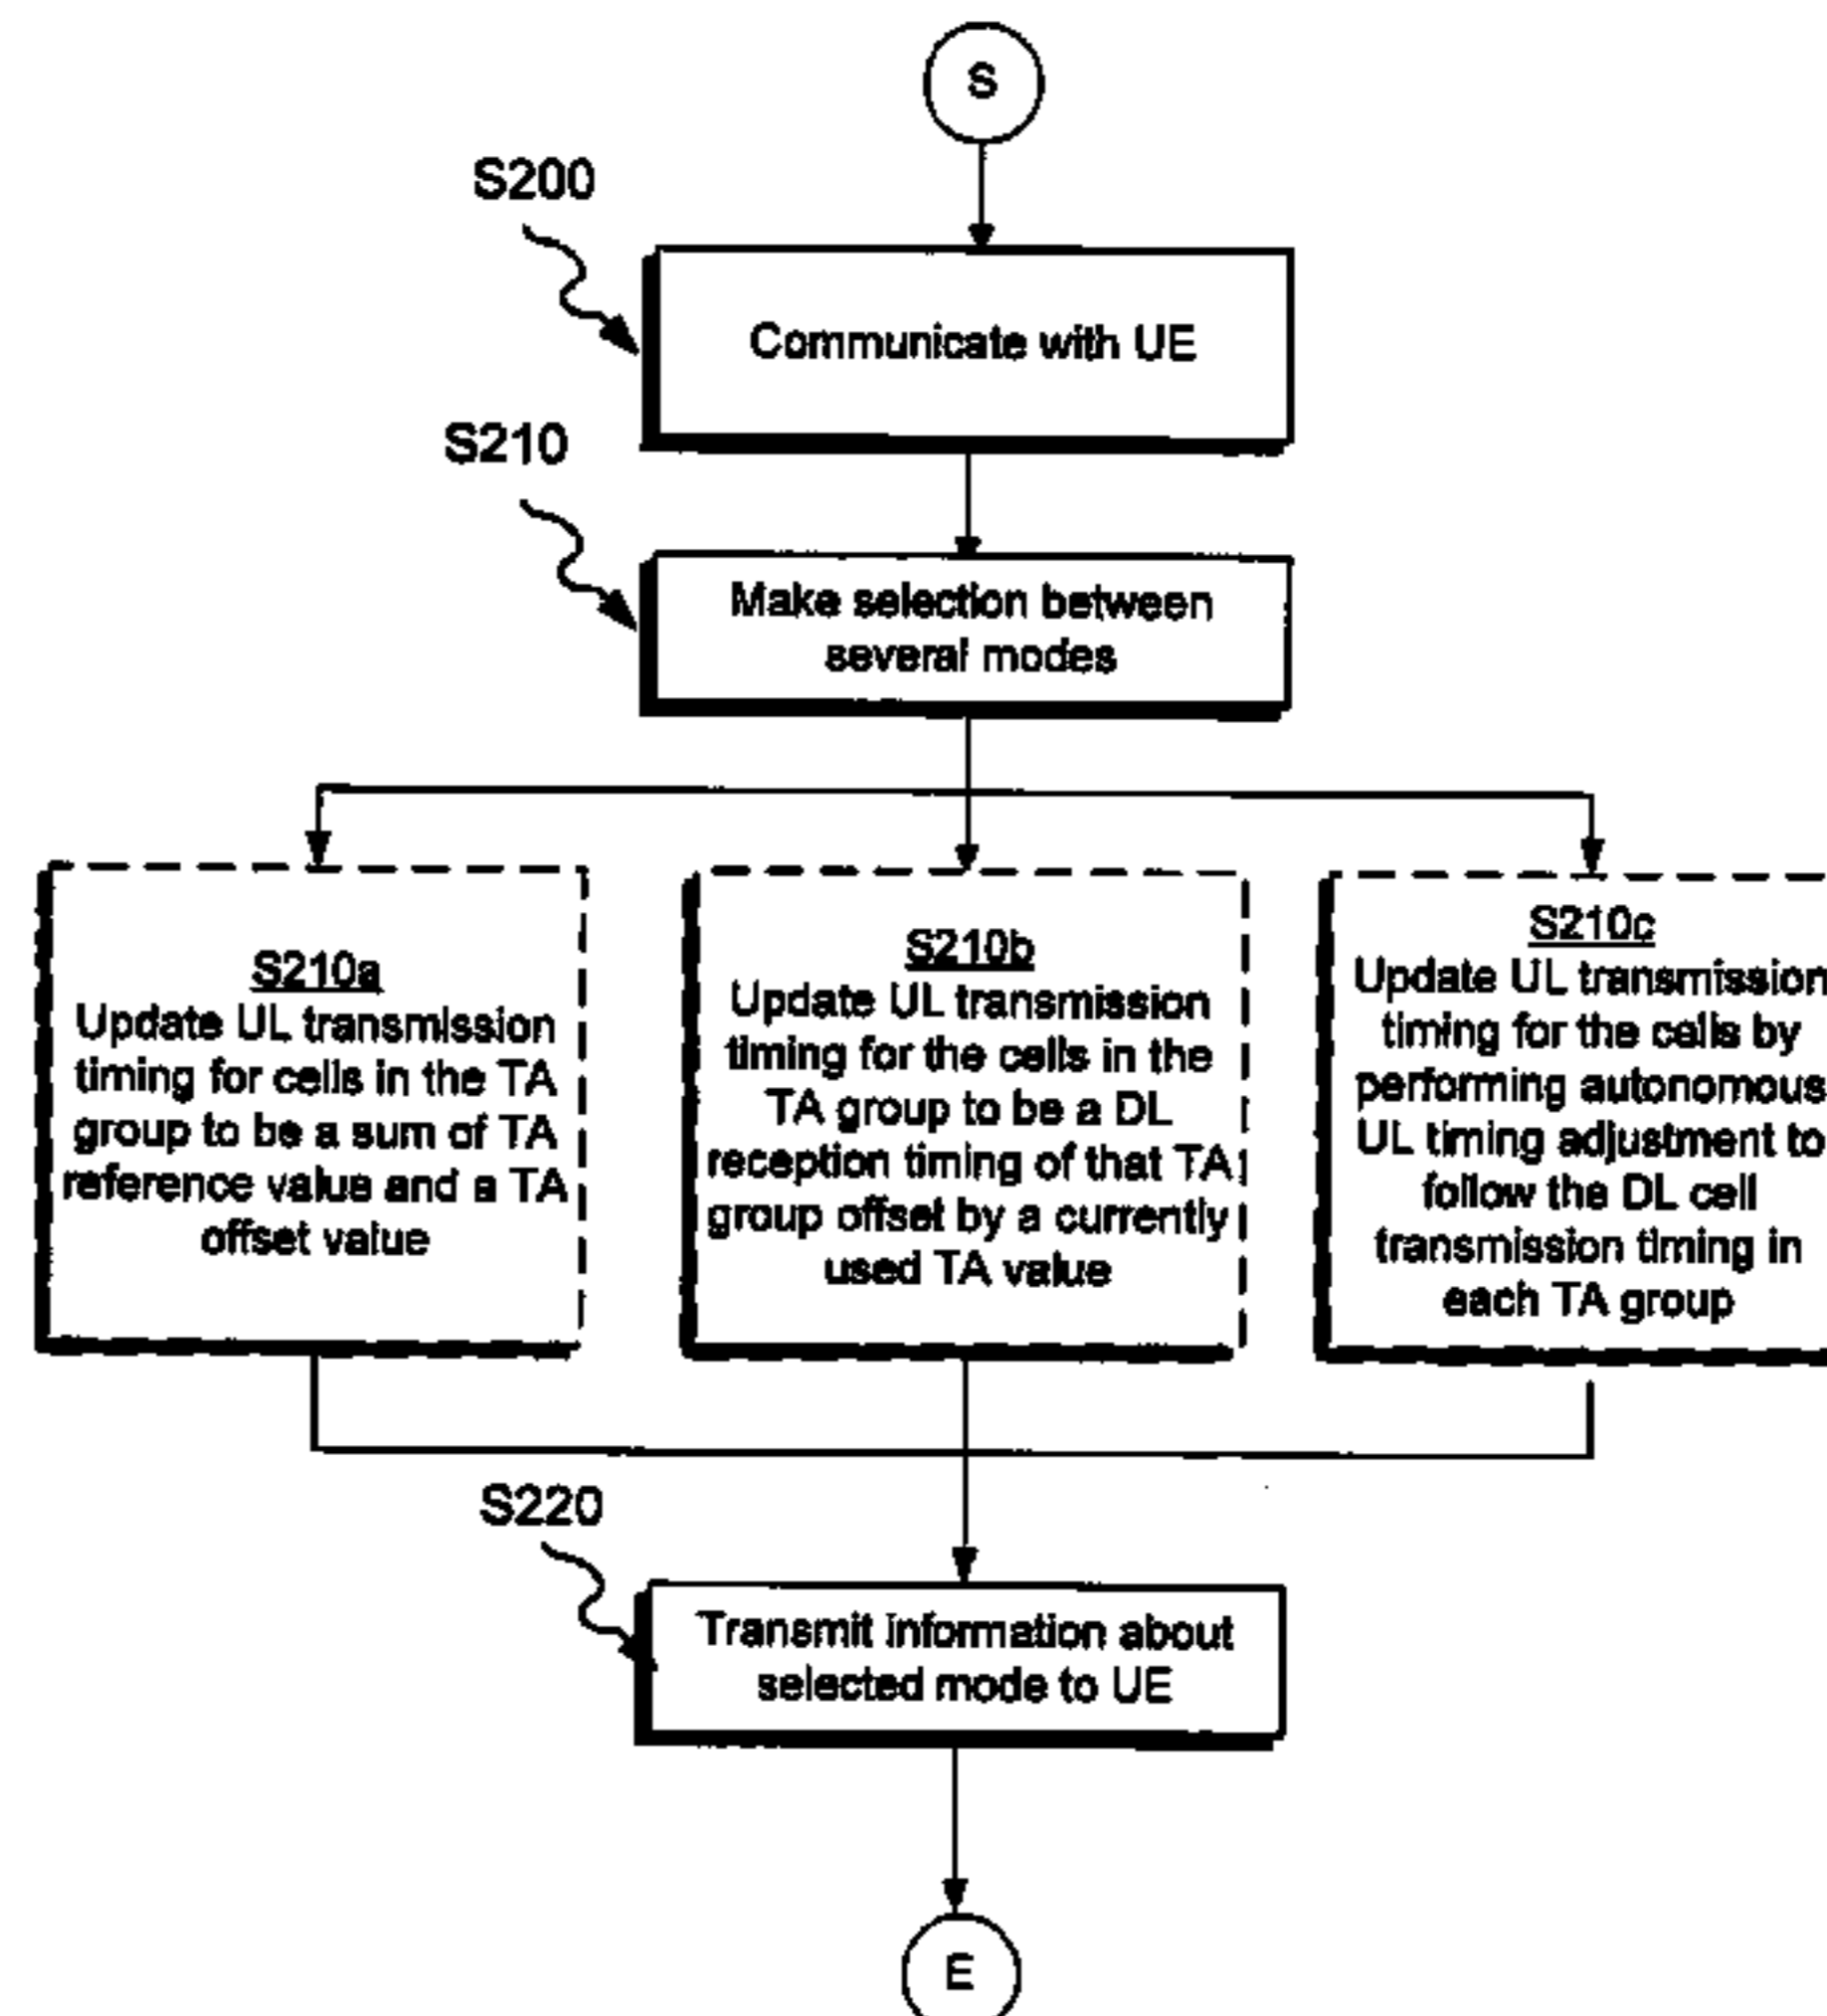 S
S200
Communicate with UE
S210
Make selection between
several modes
S210a
Update UL transmission
timing for cells in the TA
group to be a sum of TA
reference value and a TA
offset value
S210b
Update UL transmission
timing for the cells in the
TA group to be a DL
reception timing of that TA
group offset by a currently
used TA value
S210c
Update UL transmission
timing for the cells by
performing autonomous
UL timing adjustment to
follow the DL cell
transmission timing in
each TA group
S220
Transmit information about
selected mode to UE
E